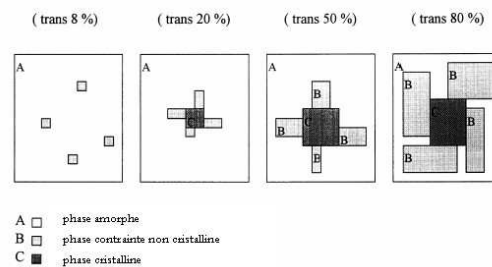 ( trans 8 %) ( trans 20 %) ( trans 50 %) ( trans 80 %)
A A A A
B B B
C C C
B B B
B B
A phase amorphe
B phase contrainte non cristalline
C phase cristalline